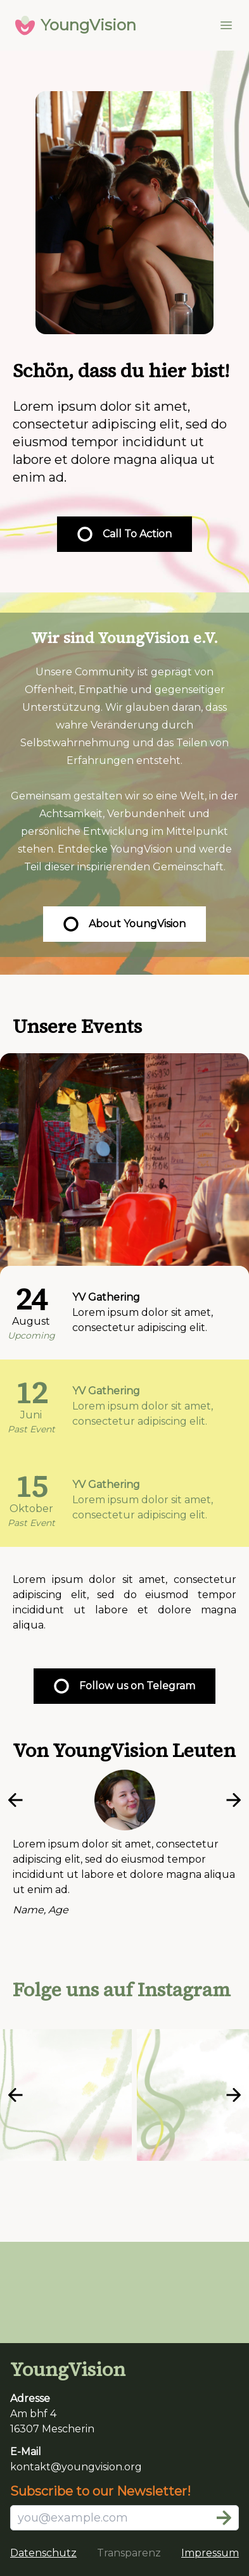 YoungVision
Schön, dass du hier bist!
Lorem ipsum dolor sit amet,
consectetur adipiscing elit, sed do
eiusmod tempor incididunt ut
labore et dolore magna aliqua ut
enim ad.
Call To Action
Wir sind YoungVision e.V.
Unsere Community ist geprägt von
Offenheit, Empathie und gegenseitiger
Unterstützung. Wir glauben daran, dass
wahre Veränderung durch
Selbstwahrnehmung und das Teilen von
Erfahrungen entsteht.
Gemeinsam gestalten wir so eine Welt, in der
Achtsamkeit, Verbundenheit und
persönliche Entwicklung im Mittelpunkt
stehen. Entdecke YoungVision und werde
Teil dieser inspirierenden Gemeinschaft.
About YoungVision
Unsere Events
24
August
Upcoming
YV Gathering
Lorem ipsum dolor sit amet,
consectetur adipiscing elit.
12
Juni
Past Event
YV Gathering
Lorem ipsum dolor sit amet,
consectetur adipiscing elit.
15
Oktober
Past Event
YV Gathering
Lorem ipsum dolor sit amet,
consectetur adipiscing elit.
Lorem ipsum dolor sit amet, consectetur
adipiscing elit, sed do eiusmod tempor
incididunt ut labore et dolore magna
aliqua.
Follow us on Telegram
Von YoungVision Leuten
Lorem ipsum dolor sit amet, consectetur
adipiscing elit, sed do eiusmod tempor
incididunt ut labore et dolore magna aliqua
ut enim ad.
Name, Age
Folge uns auf Instagram
YoungVision
Adresse
Am bhf 4
16307 Mescherin
E-Mail
kontakt@youngvision.org
Subscribe to our Newsletter!
you@example.com
Datenschutz Transparenz Impressum